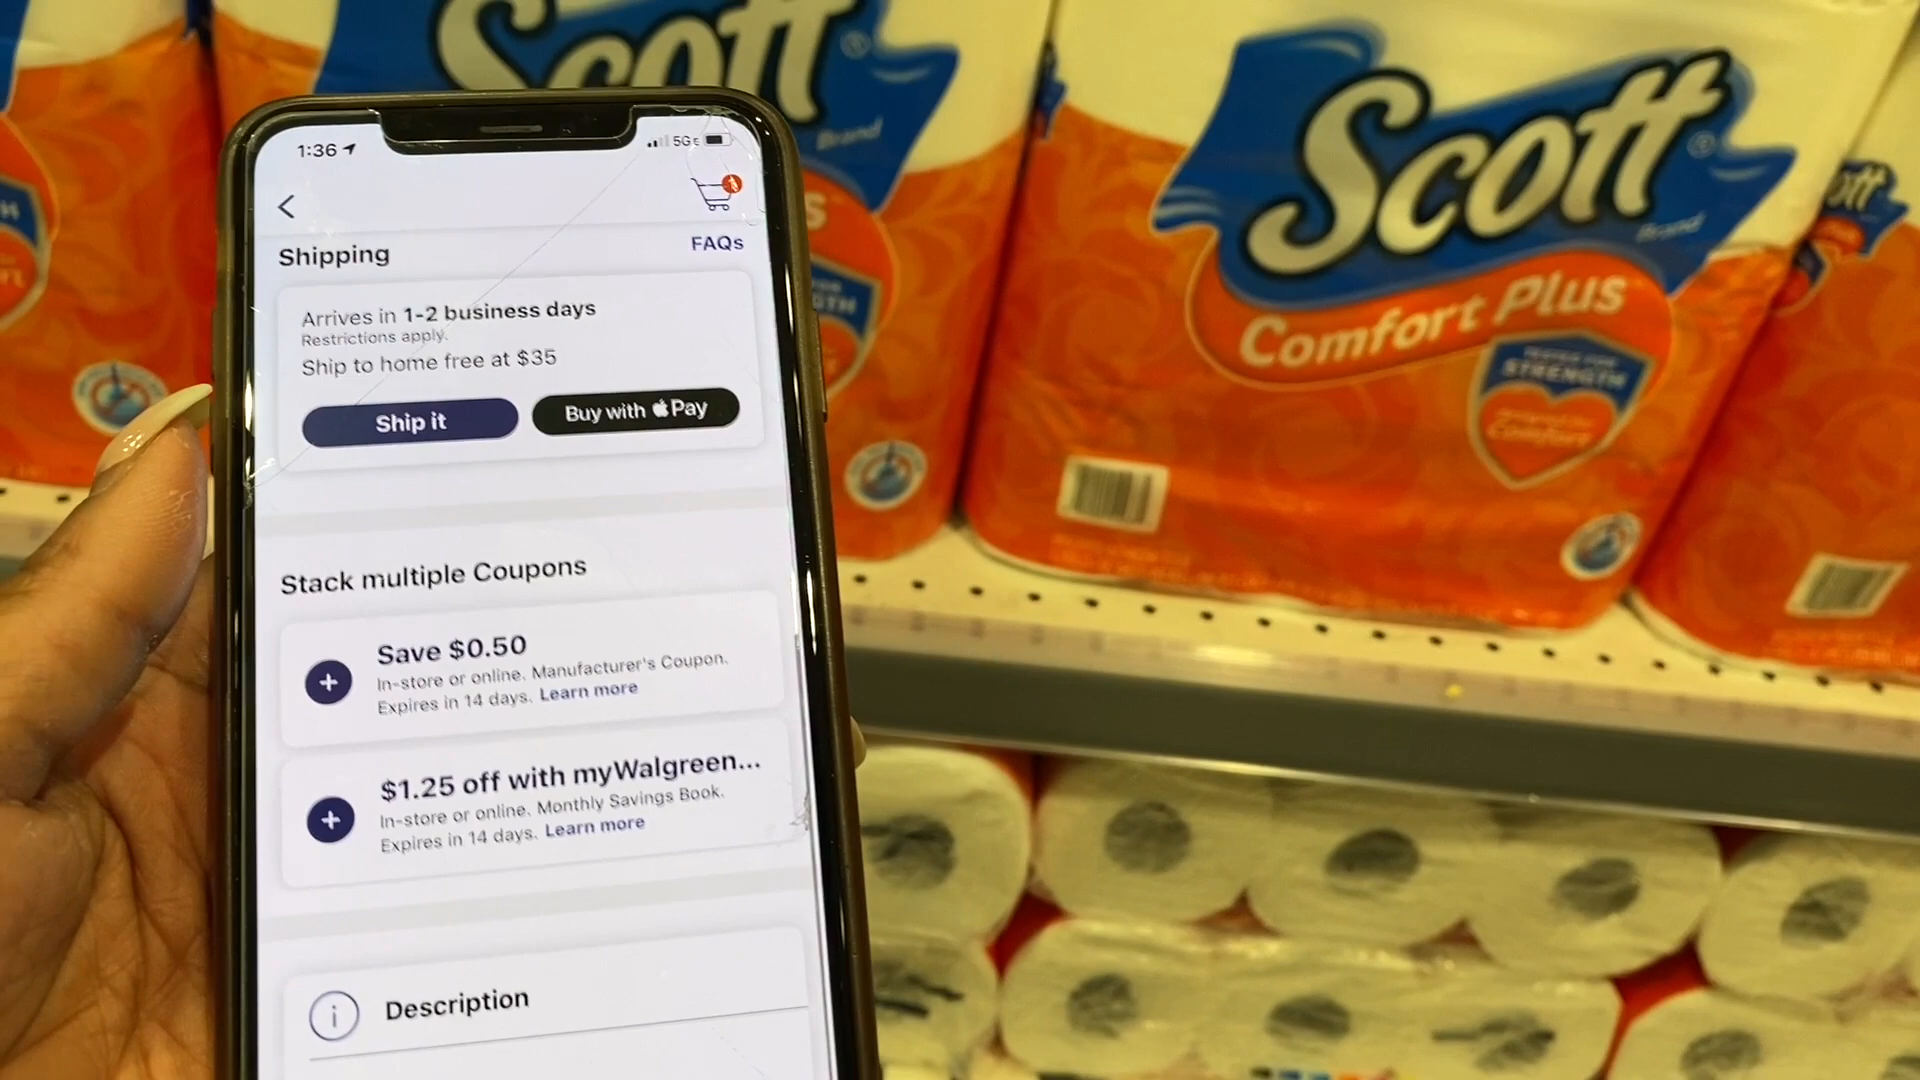 1:36
5G E
Shipping
FAQs
Arrives in 1-2 business days
Restrictions apply.
Ship to home free at $35
Ship it
Buy with Pay
Stack multiple Coupons
Save $0.50
In-store or online. Manufacturer's Coupon.
Expires in 14 days. Learn more
$1.25 off with myWalgreen...
In-store or online. Monthly Savings Book.
Expires in 14 days. Learn more
Description
Scott
Brand
Scott
Brand
Comfort Plus
STRENGTH
Comfort